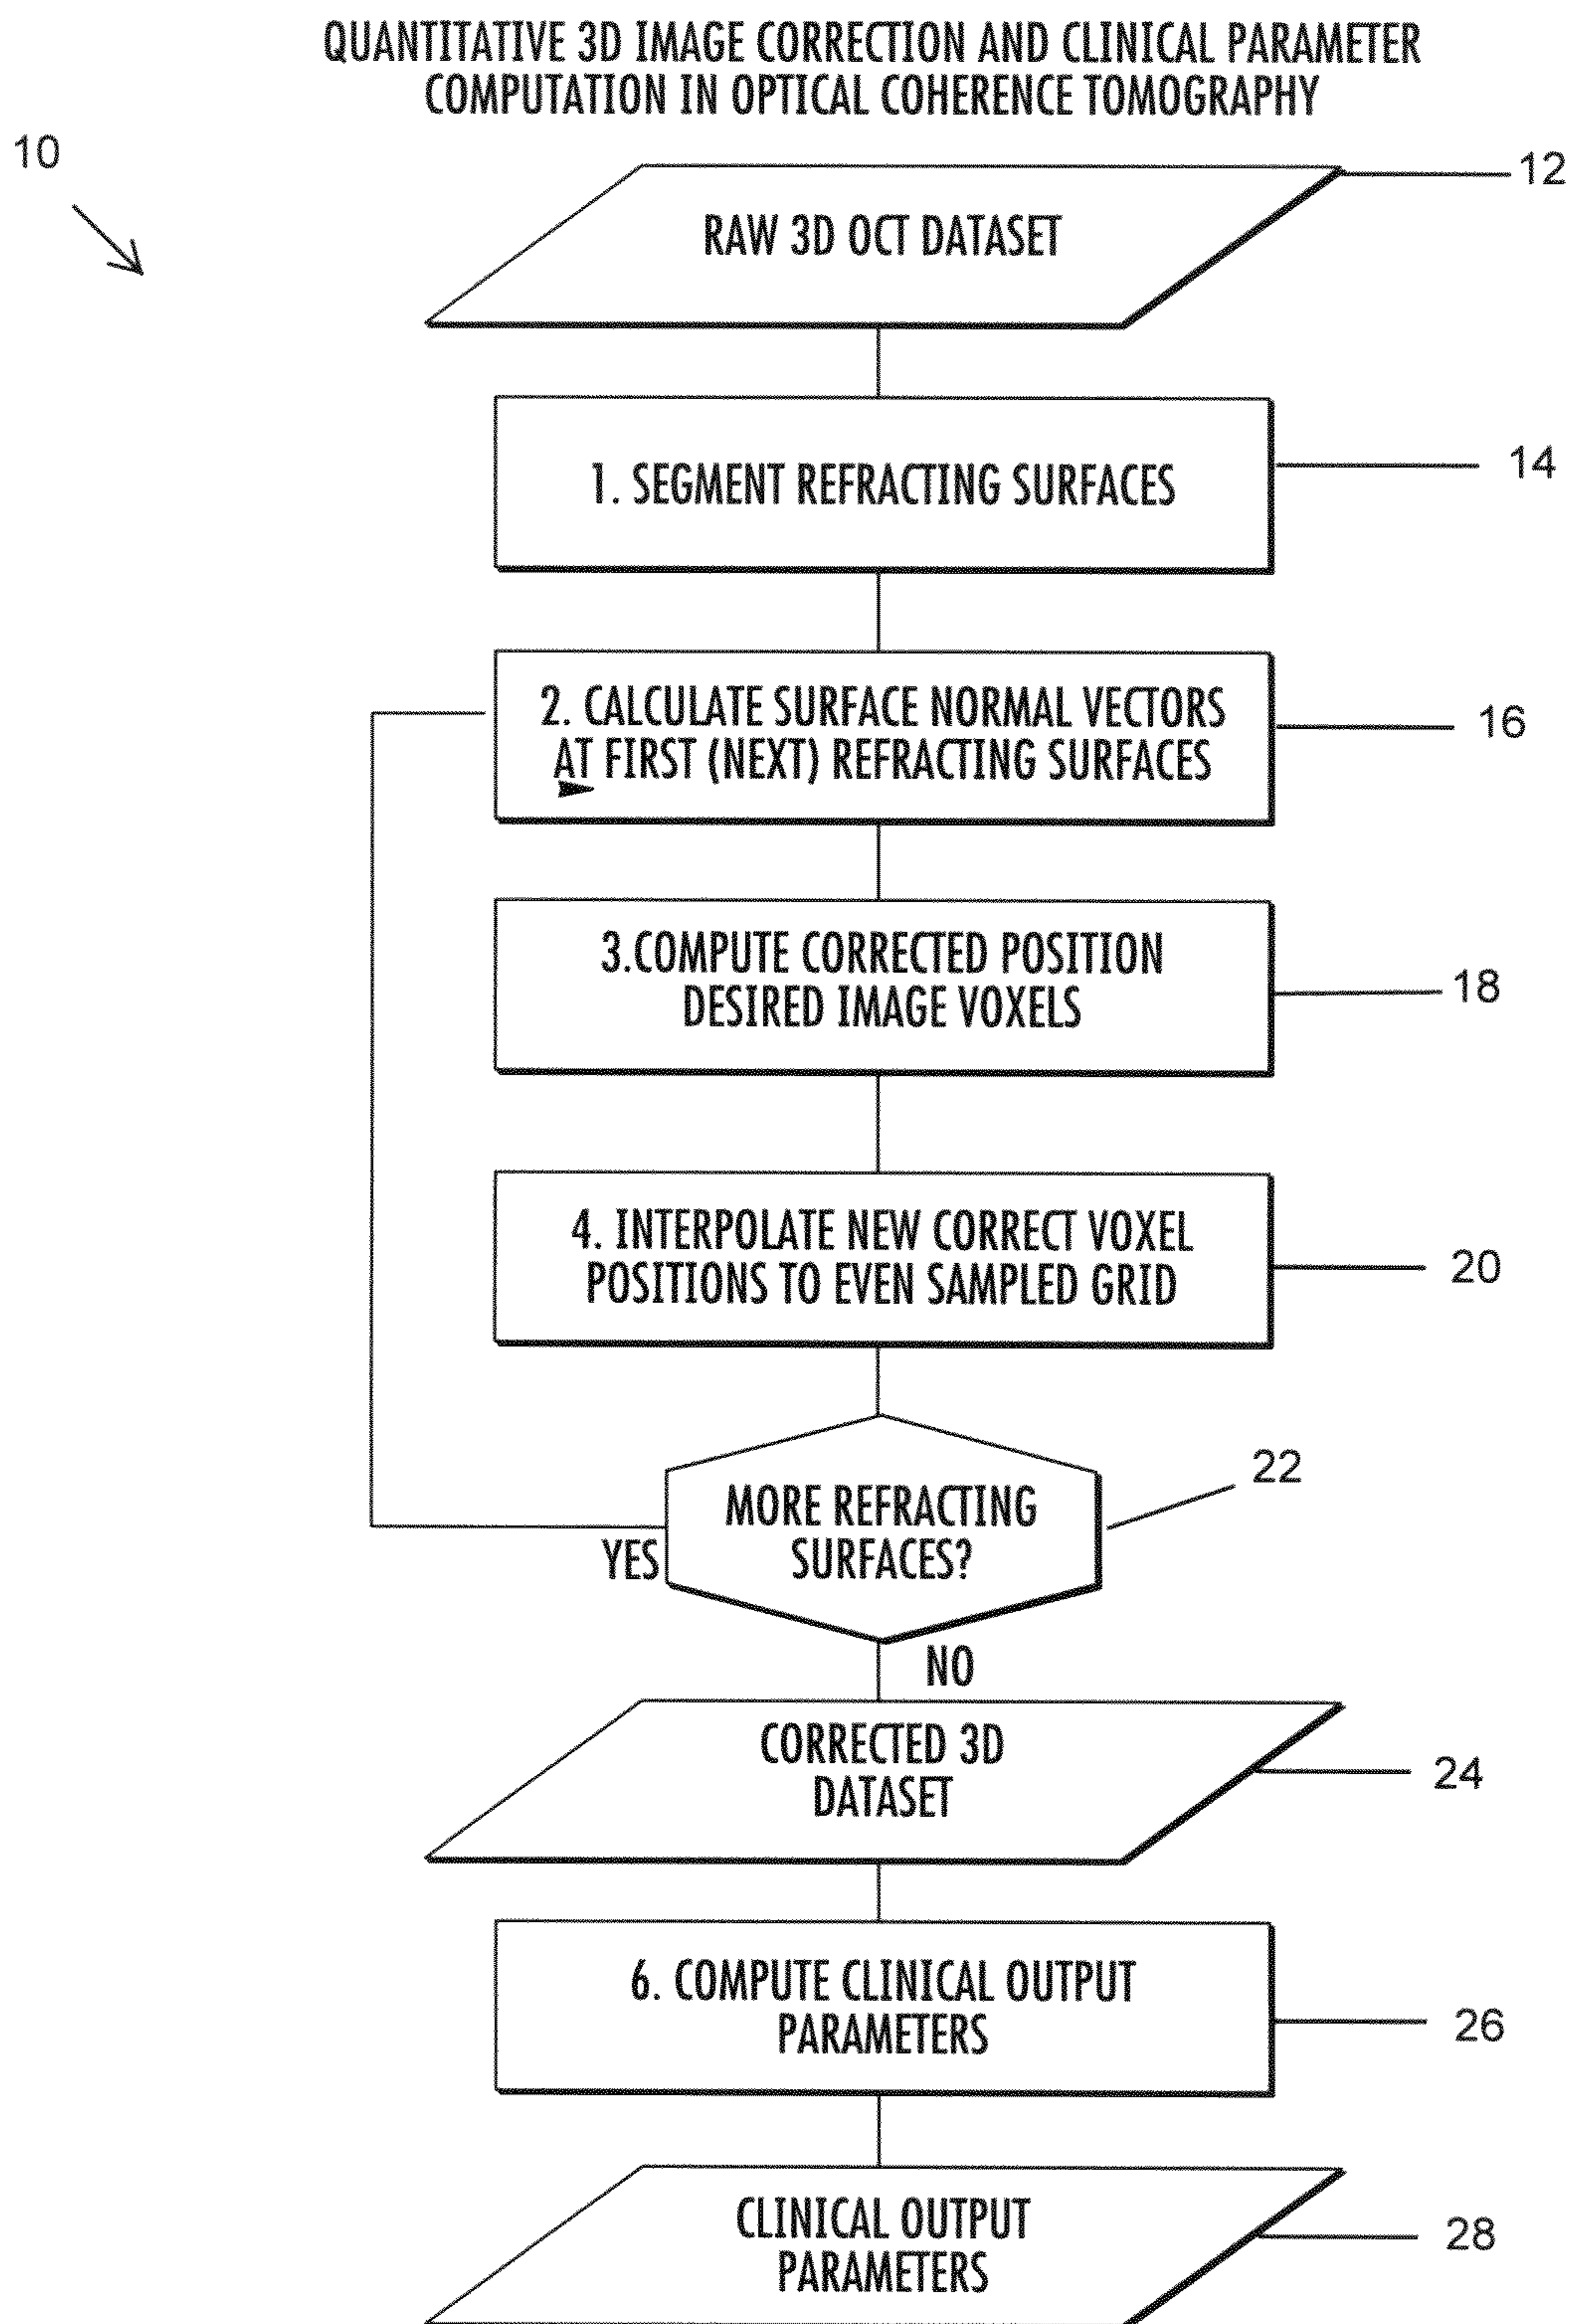 QUANTITATIVE 3D IMAGE CORRECTION AND CLINICAL PARAMETER
COMPUTATION IN OPTICAL COHERENCE TOMOGRAPHY
10
12
RAW 3D OCT DATASET
1. SEGMENT REFRACTING SURFACES
14
2. CALCULATE SURFACE NORMAL VECTORS
AT FIRST (NEXT) REFRACTING SURFACES
16
3.COMPUTE CORRECTED POSITION
DESIRED IMAGE VOXELS
18
4. INTERPOLATE NEW CORRECT VOXEL
POSITIONS TO EVEN SAMPLED GRID
20
22
MORE REFRACTING
SURFACES?
YES
NO
CORRECTED 3D
DATASET
24
6. COMPUTE CLINICAL OUTPUT
PARAMETERS
26
CLINICAL OUTPUT
PARAMETERS
28